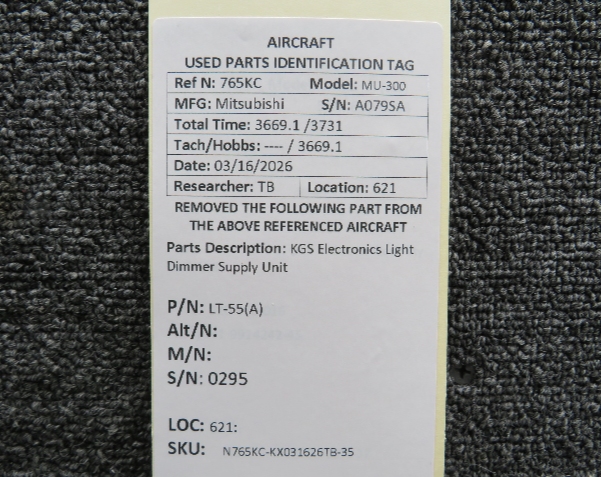 AIRCRAFT
USED PARTS IDENTIFICATION TAG
Ref N: 765KC Model: MU-300
MFG: Mitsubishi S/N: A079SA
Total Time: 3669.1 /3731
Tach/Hobbs: ---- / 3669.1
Date: 03/16/2026
Researcher: TB Location: 621
REMOVED THE FOLLOWING PART FROM
THE ABOVE REFERENCED AIRCRAFT
Parts Description: KGS Electronics Light
Dimmer Supply Unit
P/N: LT-55(A)
Alt/N:
M/N:
S/N: 0295
LOC: 621:
SKU: N765KC-KX031626TB-35